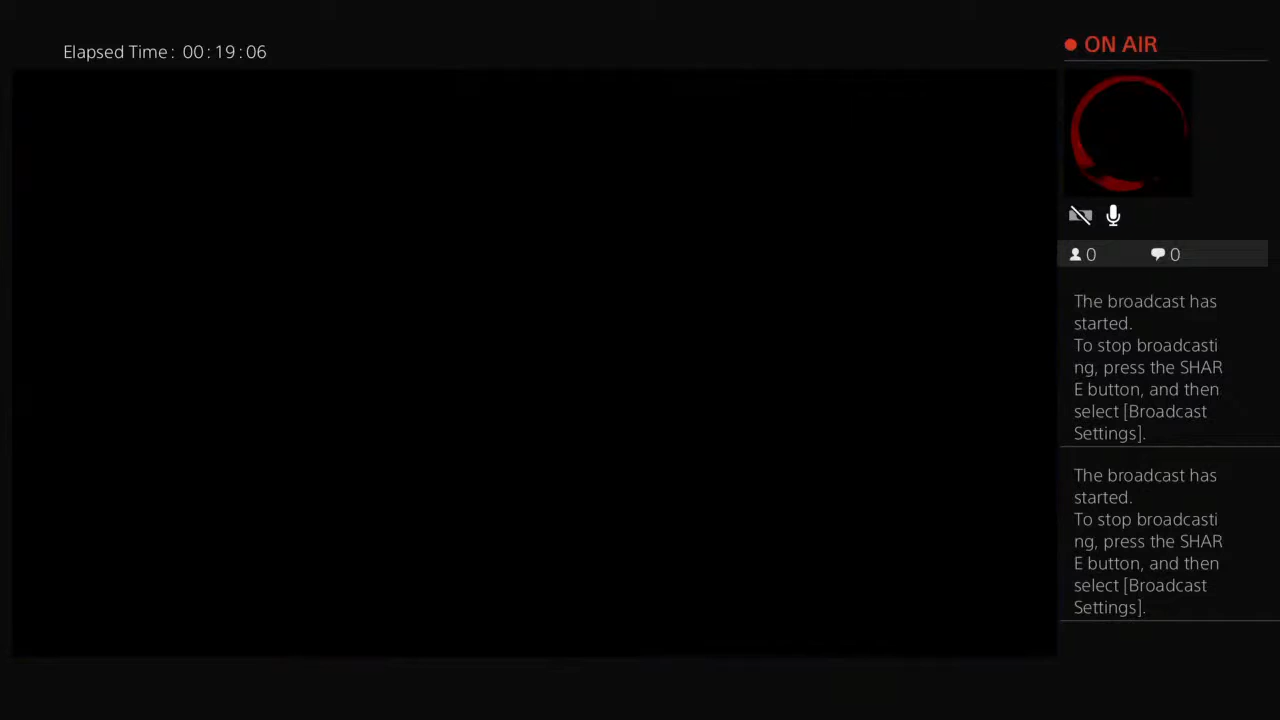 Elapsed Time: 00:19:06
ON AIR
0 0
The broadcast has
started.
To stop broadcasti
ng, press the SHAR
E button, and then
select [Broadcast
Settings].
The broadcast has
started.
To stop broadcasti
ng, press the SHAR
E button, and then
select [Broadcast
Settings].